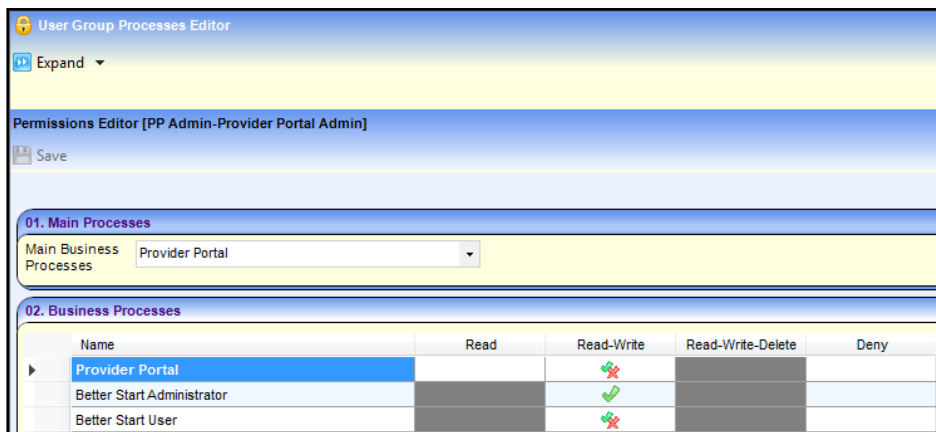 User Group Processes Editor
Expand
Permissions Editor [PP Admin-Provider Portal Admin]
Save
01. Main Processes
Main Business Processes
Provider Portal
02. Business Processes
Name Read Read-Write Read-Write-Delete Deny
Provider Portal
Better Start Administrator
Better Start User